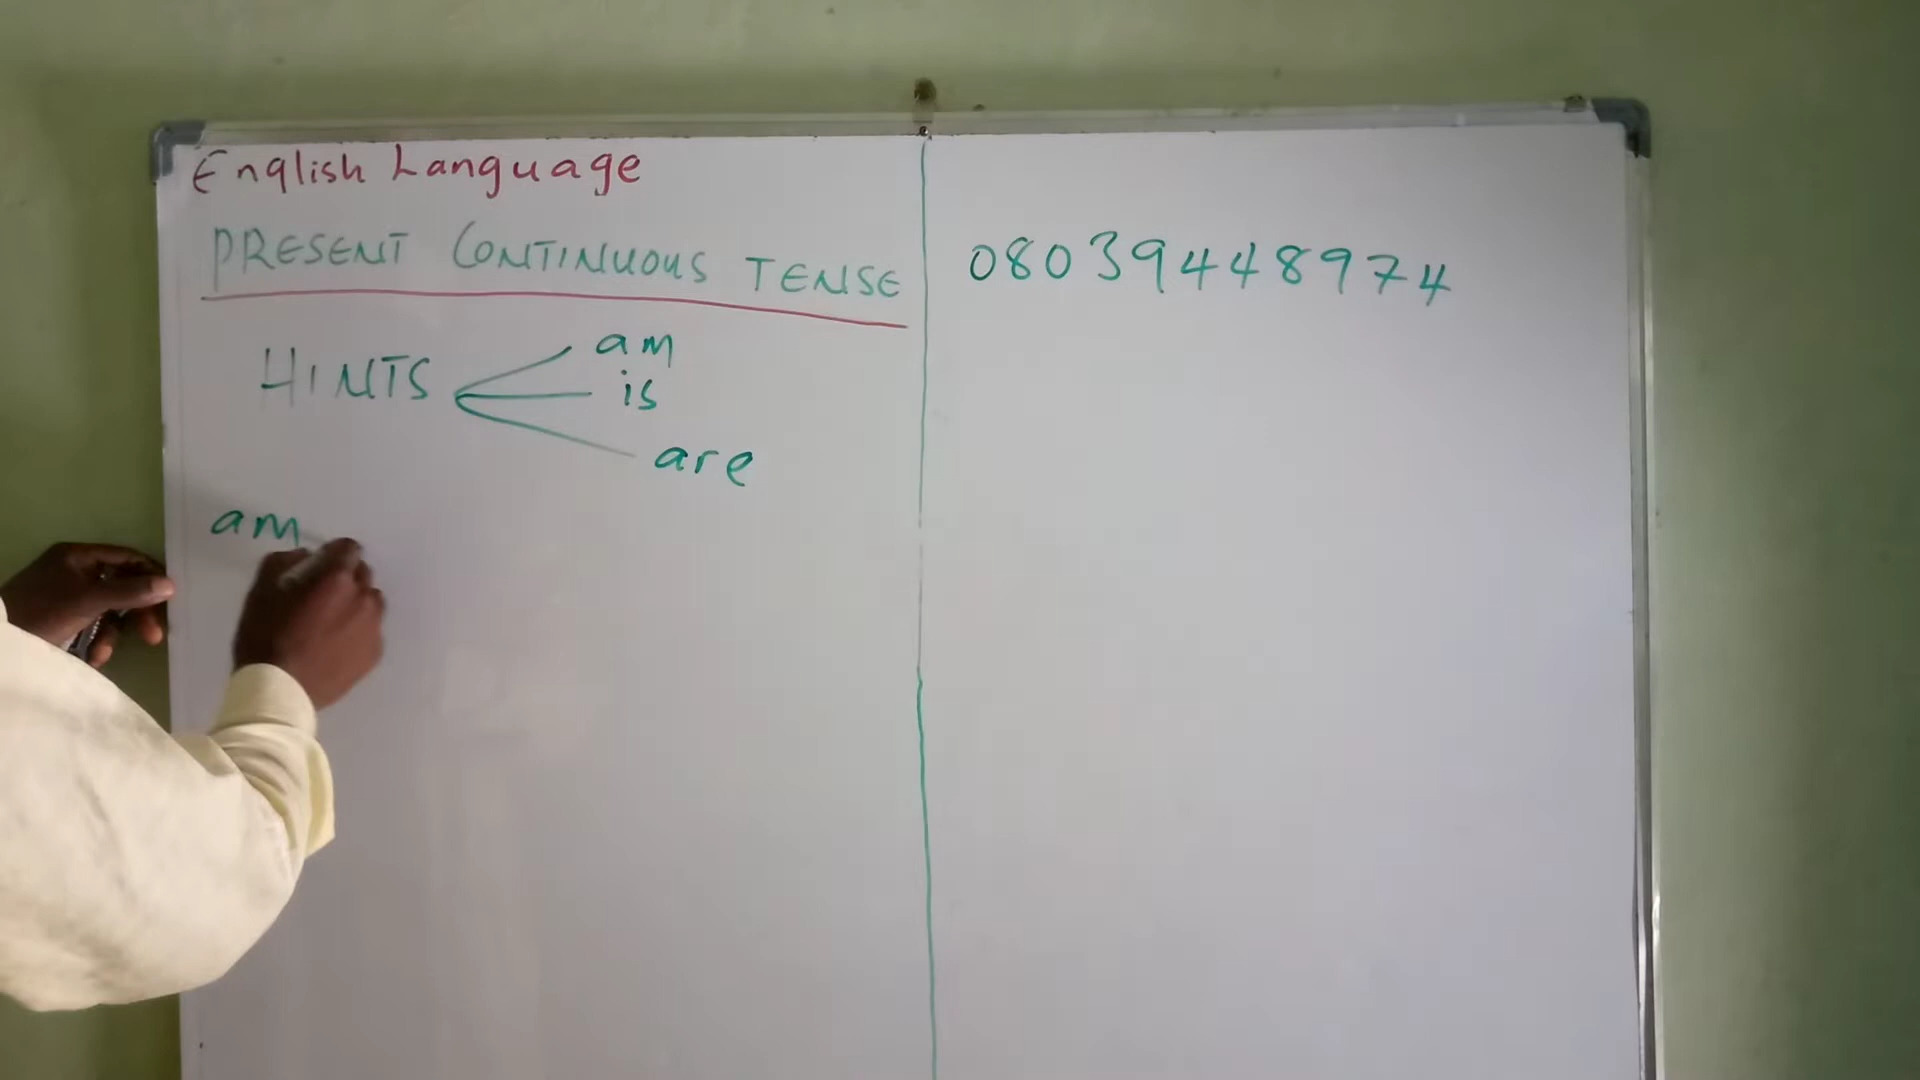 English Language
PRESENT CONTINUOUS TENSE
HINTS
am
is
are
am
08039448974